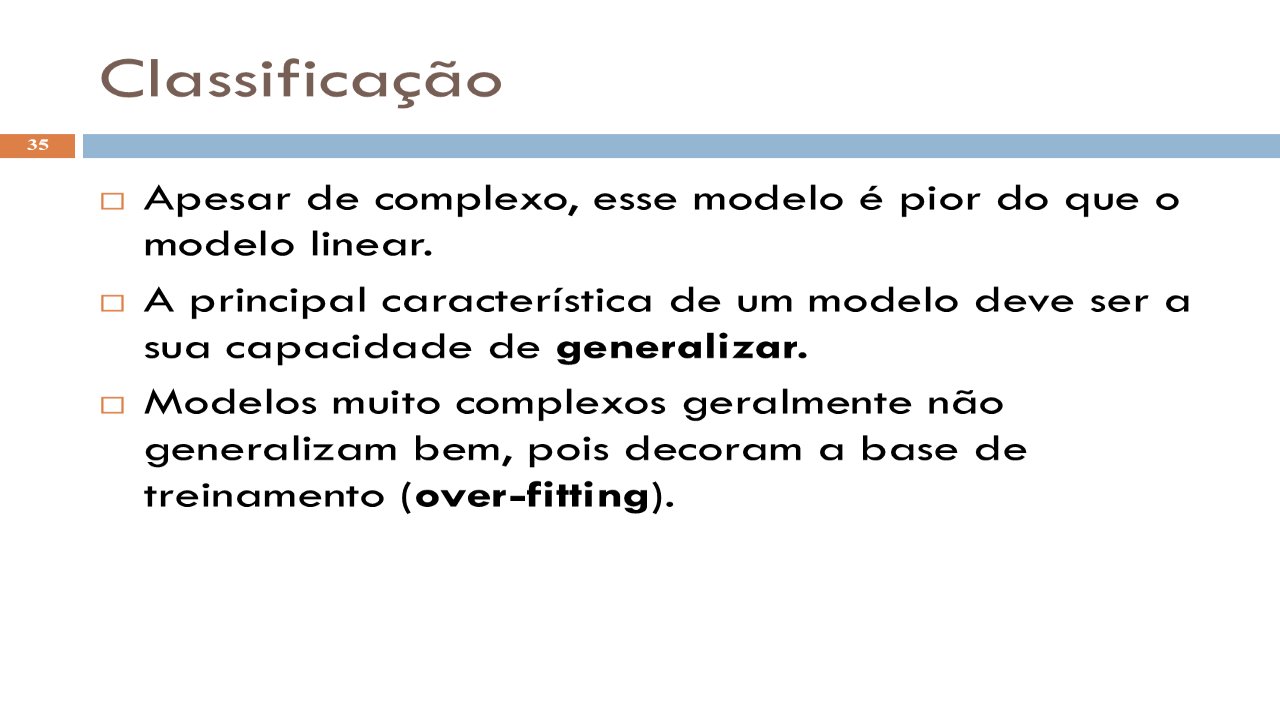 Classificação
35
Apesar de complexo, esse modelo é pior do que o
modelo linear.
A principal característica de um modelo deve ser a
sua capacidade de generalizar.
Modelos muito complexos geralmente não
generalizam bem, pois decoram a base de
treinamento (over-fitting).